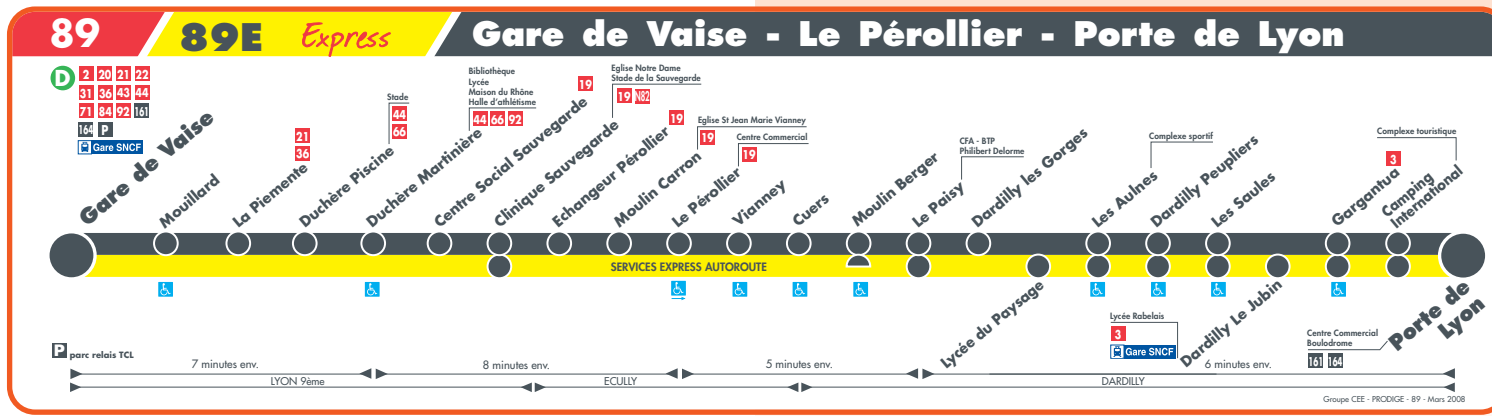 89
89E Express
Gare de Vaise - Le Pérollier - Porte de Lyon
D 2 20 21 22
31 36 43 44
71 84 92 161
164 P
Gare SNCF
Gare de Vaise
Mouillard
21
36
La Piemente
Stade
44
66
Duchère Piscine
Bibliothèque
Lycée
Maison du Rhône
Halle d'athlétisme
44 66 92
Duchère Martinière
19
Centre Social Sauvegarde
Eglise Notre Dame
Stade de la Sauvegarde
19 N82
Clinique Sauvegarde
19
Echangeur Pérollier
Eglise St Jean Marie Vianney
19
Moulin Carron
Centre Commercial
19
Le Pérollier
Vianney
Cuers
Moulin Berger
CFA - BTP
Philibert Delorme
Le Paisy
Dardilly les Gorges
Complexe sportif
Les Aulnes
Dardilly Peupliers
Les Saules
3
Gargantua
Complexe touristique
Camping
International
SERVICES EXPRESS AUTOROUTE
Lycée du Paysage
Lycée Rabelais
3
Gare SNCF
Dardilly Le Jubin
Centre Commercial
Boulodrome
161 164
Porte de
Lyon
P parc relais TCL
7 minutes env.
8 minutes env.
5 minutes env.
6 minutes env.
LYON 9ème
ECULLY
DARDILLY
Groupe CEE - PRODIGE - 89 - Mars 2008